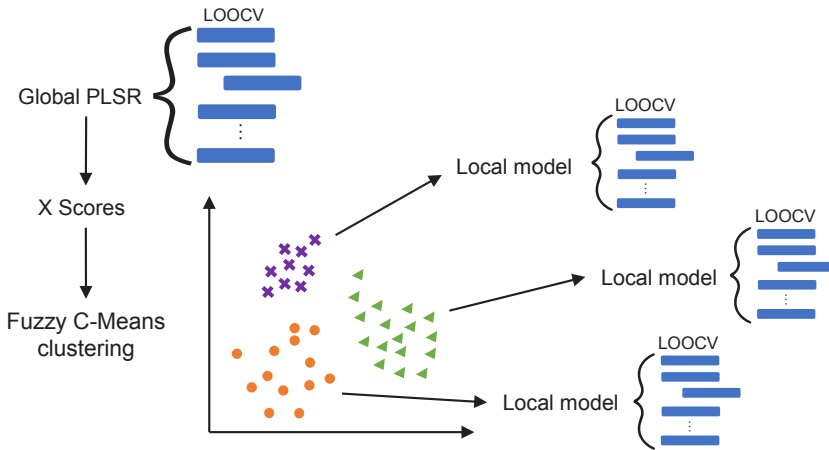 LOOCV
Global PLSR
X Scores
Fuzzy C-Means
clustering
LOOCV
Local model
LOOCV
Local model
LOOCV
Local model